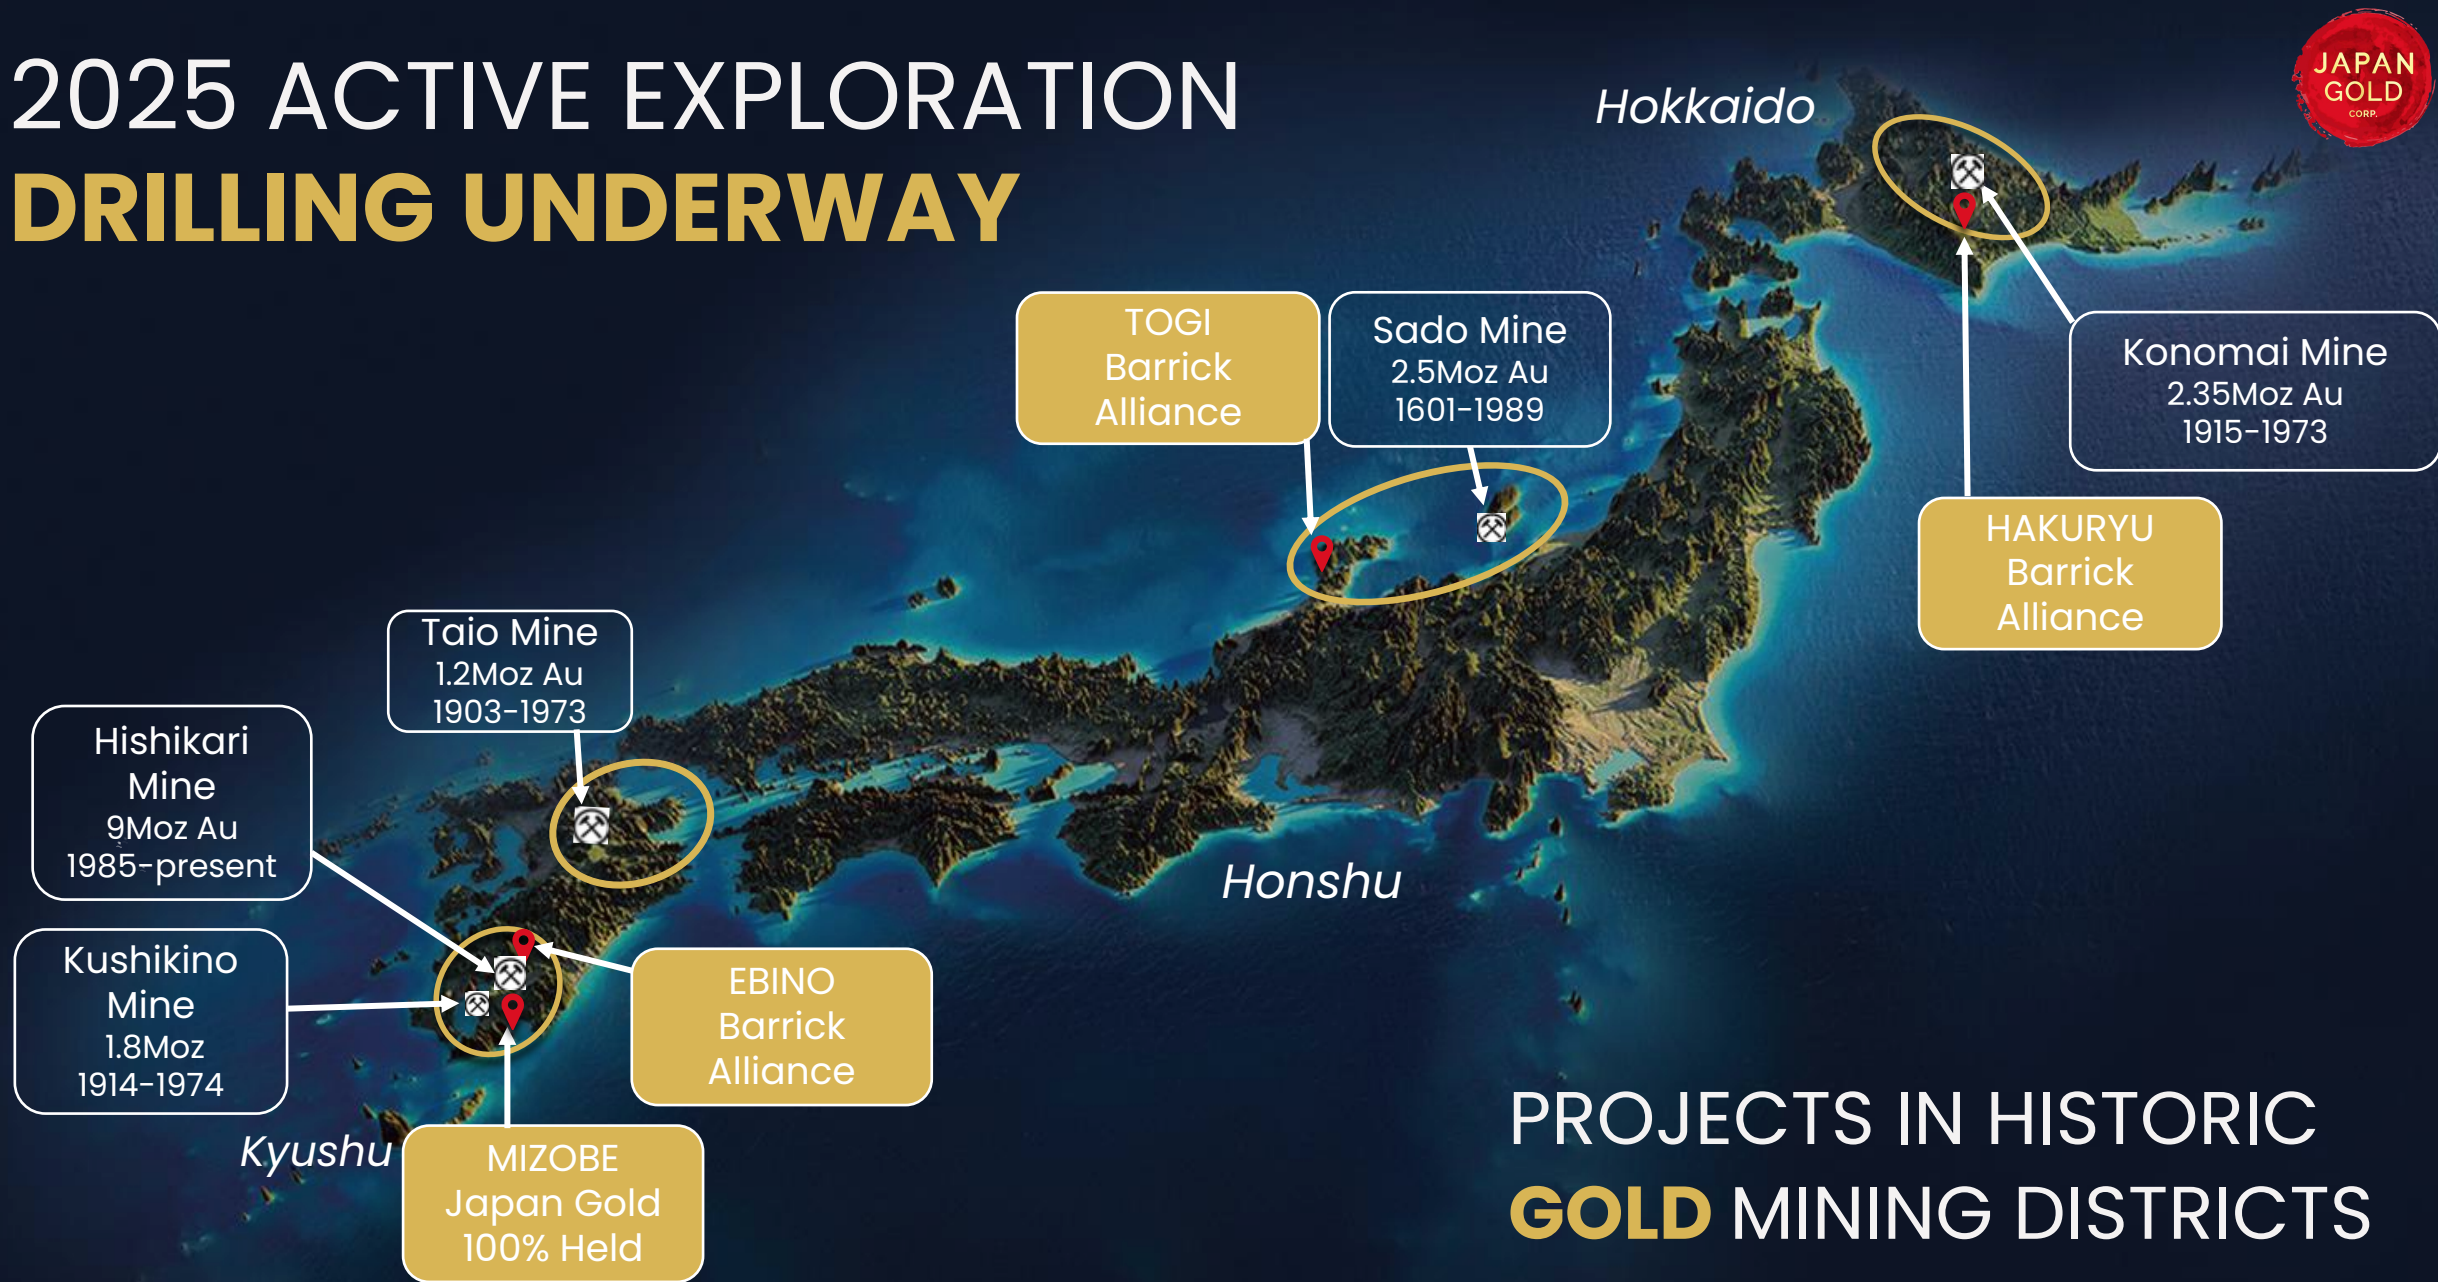 2025 ACTIVE EXPLORATION
DRILLING UNDERWAY
JAPAN
GOLD
CORP.
Hokkaido
TOGI
Barrick
Alliance
Sado Mine
2.5Moz Au
1601-1989
Konomai Mine
2.35Moz Au
1915-1973
HAKURYU
Barrick
Alliance
Taio Mine
1.2Moz Au
1903-1973
Hishikari
Mine
9Moz Au
1985-present
Honshu
Kushikino
Mine
1.8Moz
1914-1974
EBINO
Barrick
Alliance
Kyushu
MIZOBE
Japan Gold
100% Held
PROJECTS IN HISTORIC
GOLD MINING DISTRICTS